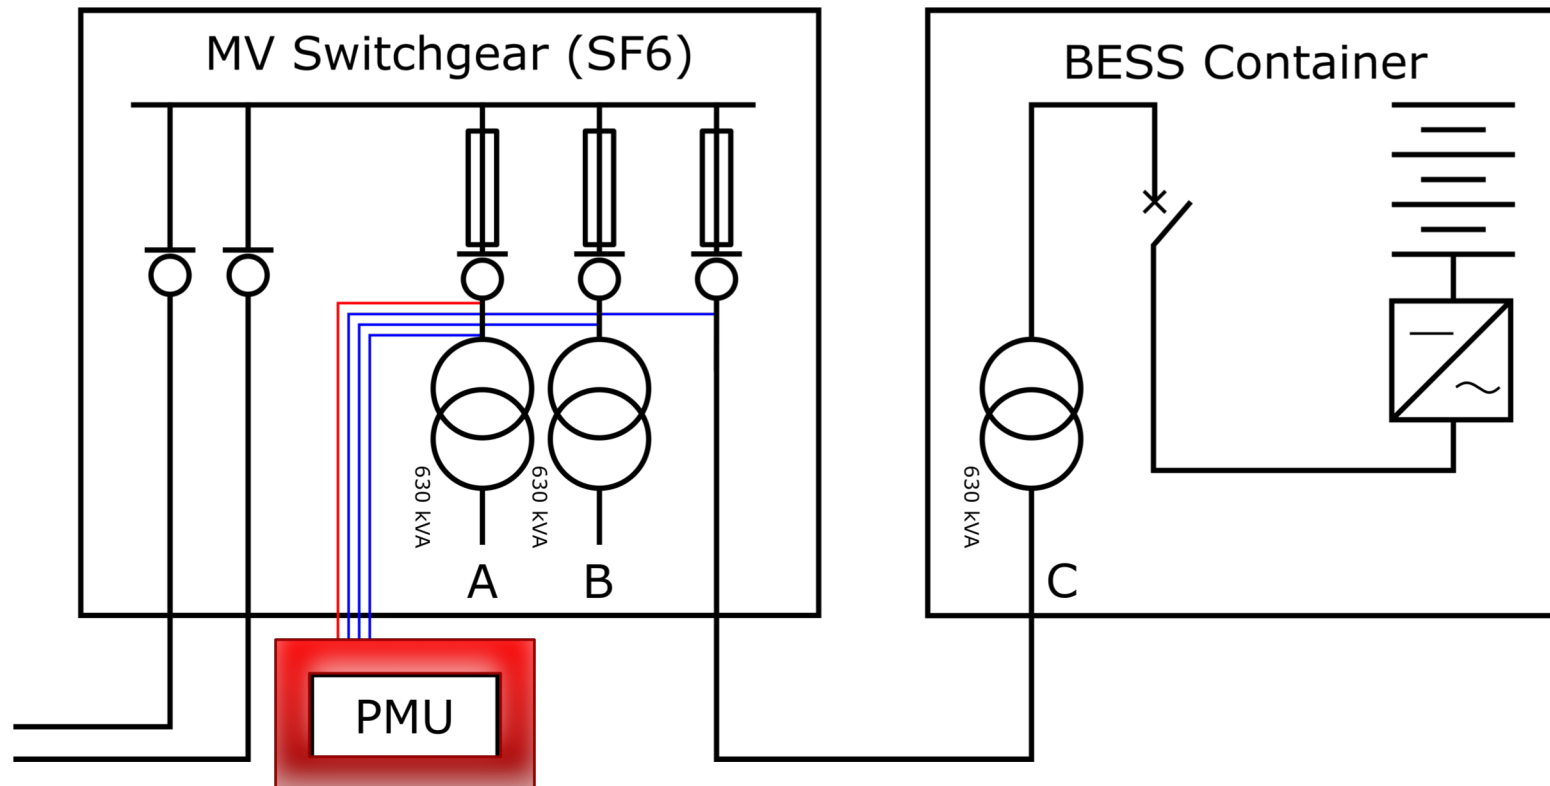 MV Switchgear (SF6)
BESS Container
630 kVA
630 kVA
630 kVA
A
B
C
PMU